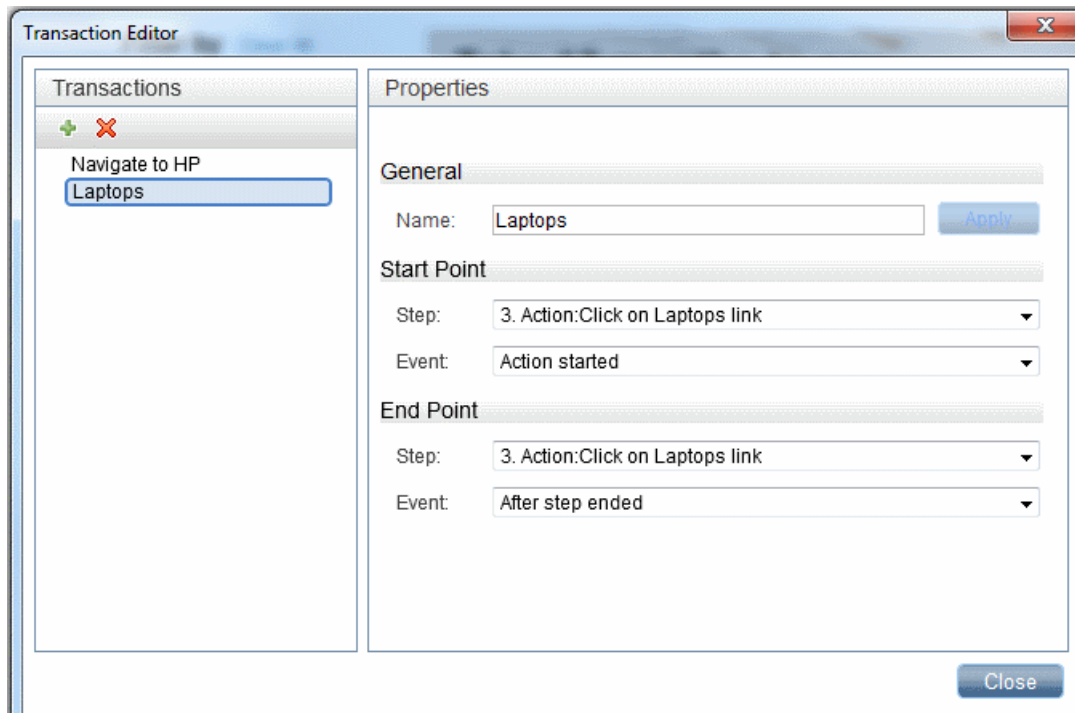 Transaction Editor
Transactions
Navigate to HP
Laptops
Properties
General
Name: Laptops Apply
Start Point
Step: 3. Action:Click on Laptops link
Event: Action started
End Point
Step: 3. Action:Click on Laptops link
Event: After step ended
Close